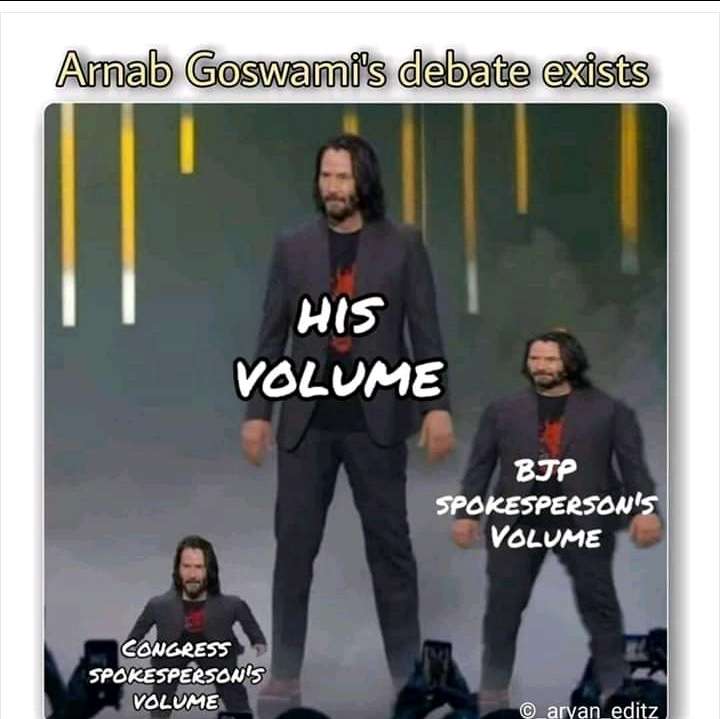 Arnab Goswami's debate exists
HIS
VOLUME
BJP
SPOKESPERSON'S
VOLUME
CONGRESS
SPOKESPERSON'S
VOLUME
© aryan_editz